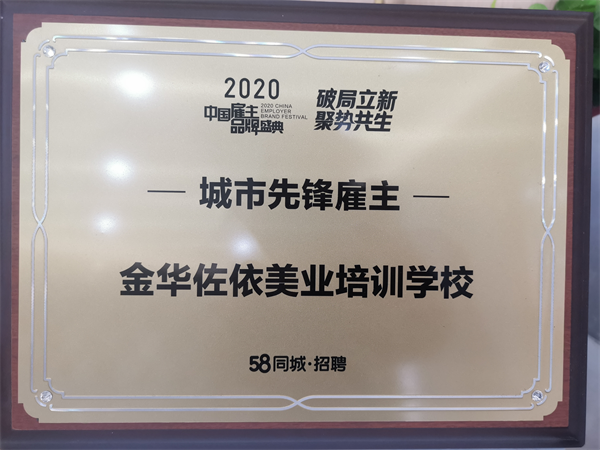 2020
中国雇主
品牌盛典
2020 CHINA
EMPLOYER
BRAND FESTIVAL
破局立新
聚势共生
城市先锋雇主
金华佐依美业培训学校
58同城·招聘